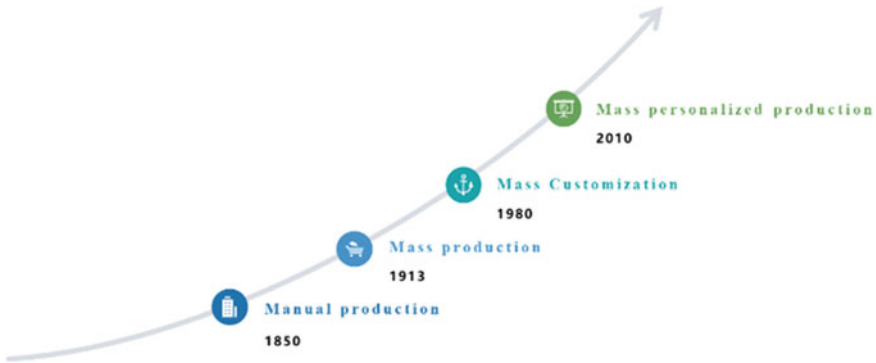 Mass personalized production
2010
Mass Customization
1980
Mass production
1913
Manual production
1850